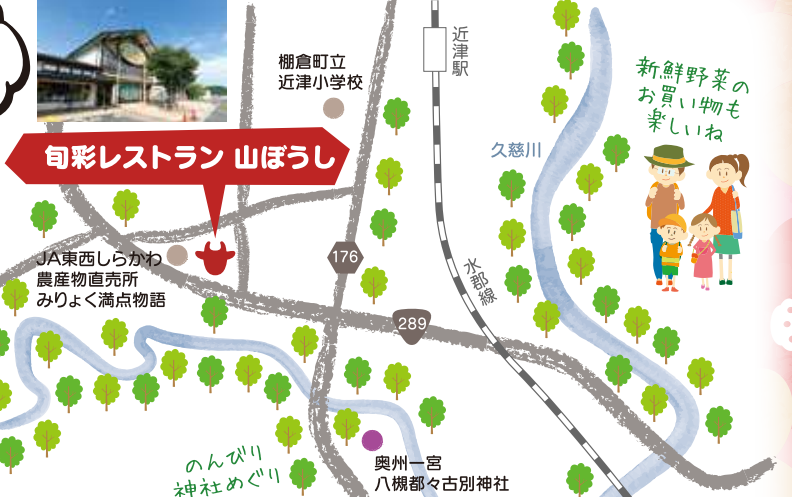 棚倉町立
近津小学校
近津駅
新鮮野菜の
お買い物も
楽しいね
久慈川
旬彩レストラン 山ぼうし
JA東西しらかわ
農産物直売所
みりょく満点物語
176
水郡線
289
のんびり
神社めぐり
奥州一宮
八槻都々古別神社